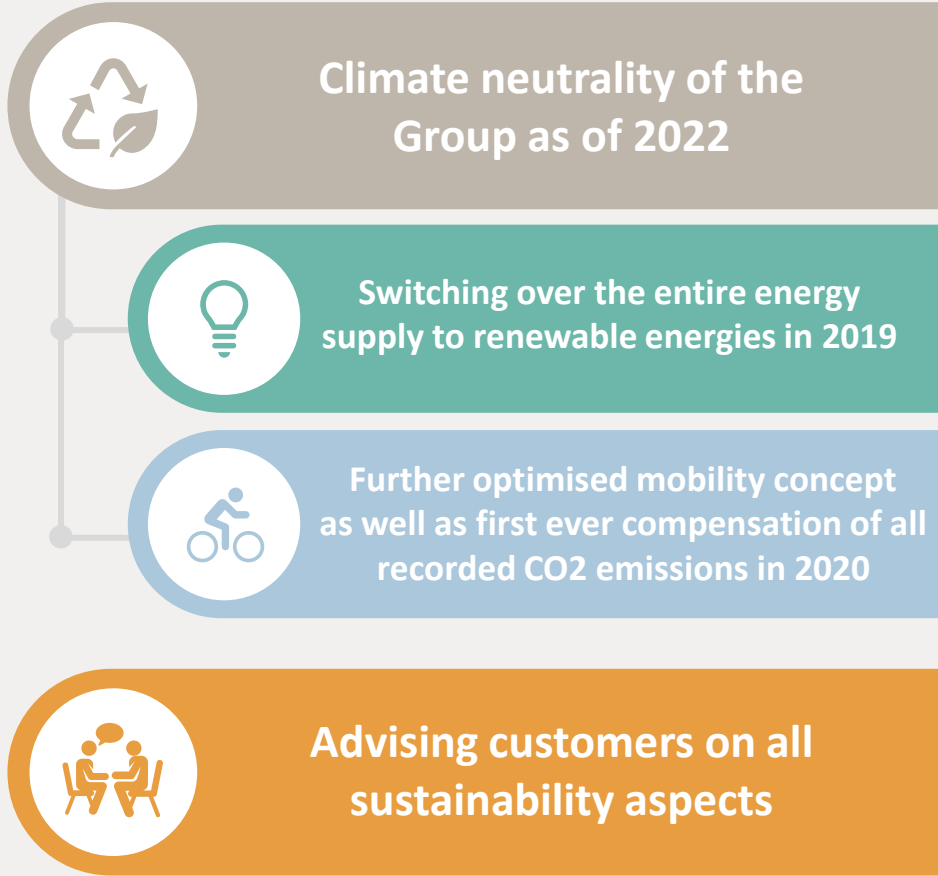 Climate neutrality of the
Group as of 2022
Switching over the entire energy
supply to renewable energies in 2019
Further optimised mobility concept
as well as first ever compensation of all
recorded CO2 emissions in 2020
Advising customers on all
sustainability aspects